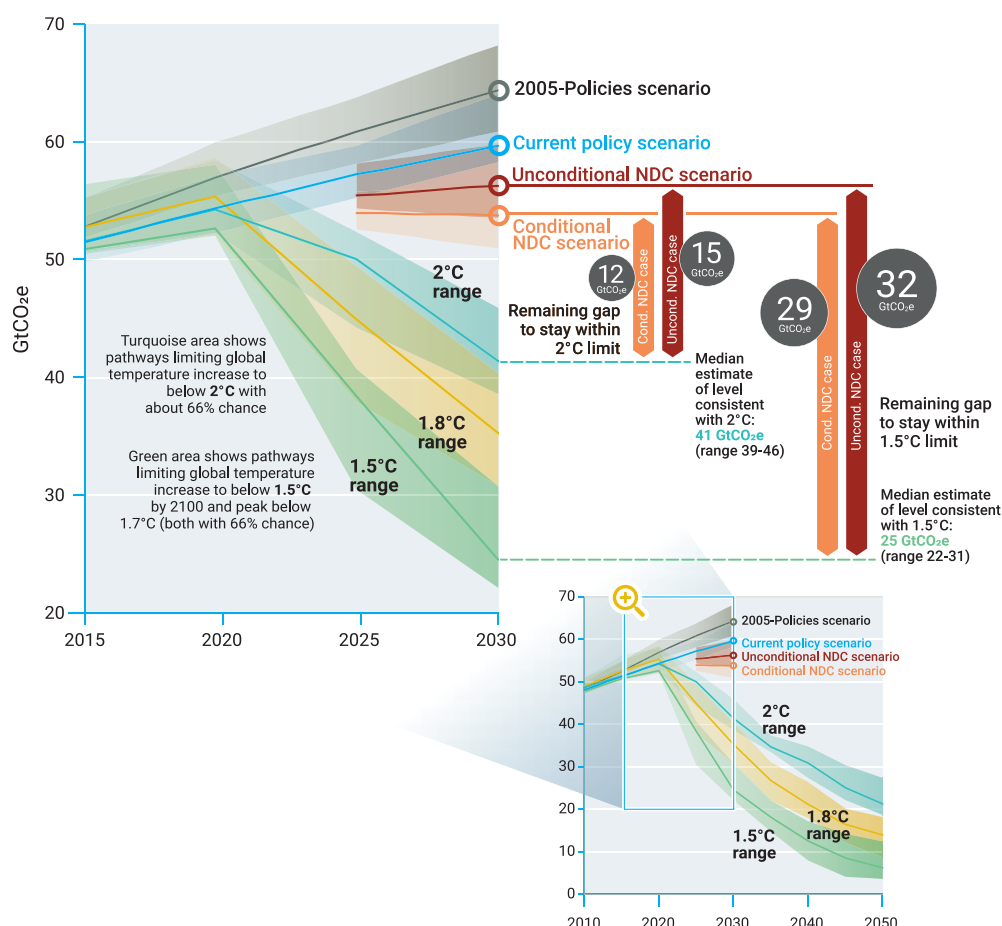 70
60
50
40
30
20
GtCO₂e
2015
2020
2025
2030
2005-Policies scenario
Current policy scenario
Unconditional NDC scenario
Conditional
NDC scenario
2°C
range
1.8°C
range
1.5°C
range
Turquoise area shows
pathways limiting global
temperature increase to
below 2°C with
about 66% chance
Green area shows pathways
limiting global temperature
increase to below 1.5°C
by 2100 and peak below
1.7°C (both with 66% chance)
12
GtCO₂e
Cond. NDC case
Uncond. NDC case
15
GtCO₂e
Remaining gap
to stay within
2°C limit
Median
estimate
of level
consistent
with 2°C:
41 GtCO₂e
(range 39-46)
29
GtCO₂e
Cond. NDC case
Uncond. NDC case
32
GtCO₂e
Remaining gap
to stay within
1.5°C limit
Median estimate
of level consistent
with 1.5°C:
25 GtCO₂e
(range 22-31)
70
60
50
40
30
20
10
0
2010
2020
2030
2040
2050
2005-Policies scenario
Current policy scenario
Unconditional NDC scenario
Conditional NDC scenario
2°C
range
1.8°C
range
1.5°C
range